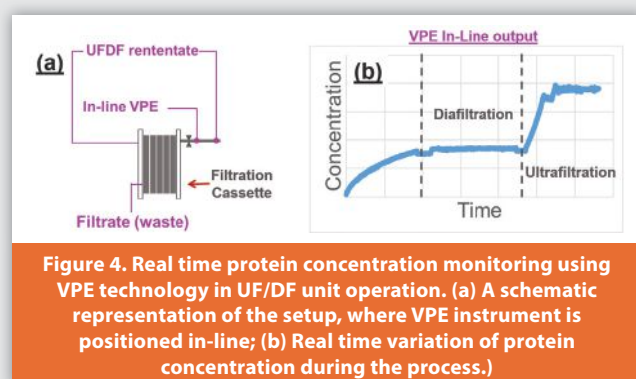 (a)
UFDF rententate
In-line VPE
Filtration
Cassette
Filtrate (waste)
VPE In-Line output
(b)
Concentration
Diafiltration
Ultrafiltration
Time
Figure 4. Real time protein concentration monitoring using
VPE technology in UF/DF unit operation. (a) A schematic
representation of the setup, where VPE instrument is
positioned in-line; (b) Real time variation of protein
concentration during the process.)